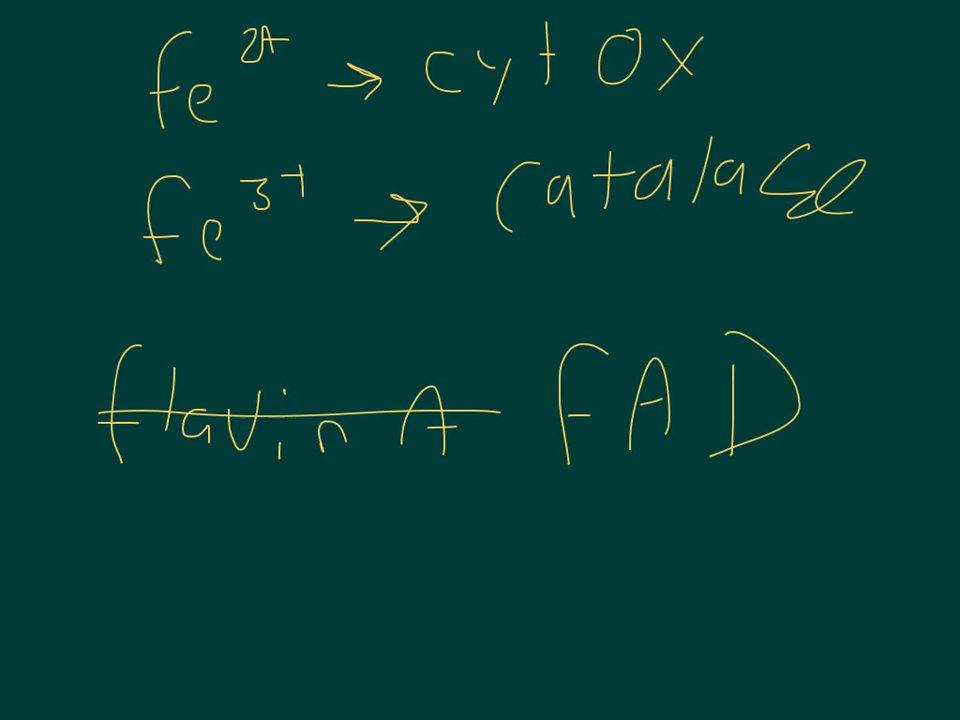 Fe²⁺ → cyt Ox
Fe³⁺ → Catalase
Flavin A FAD